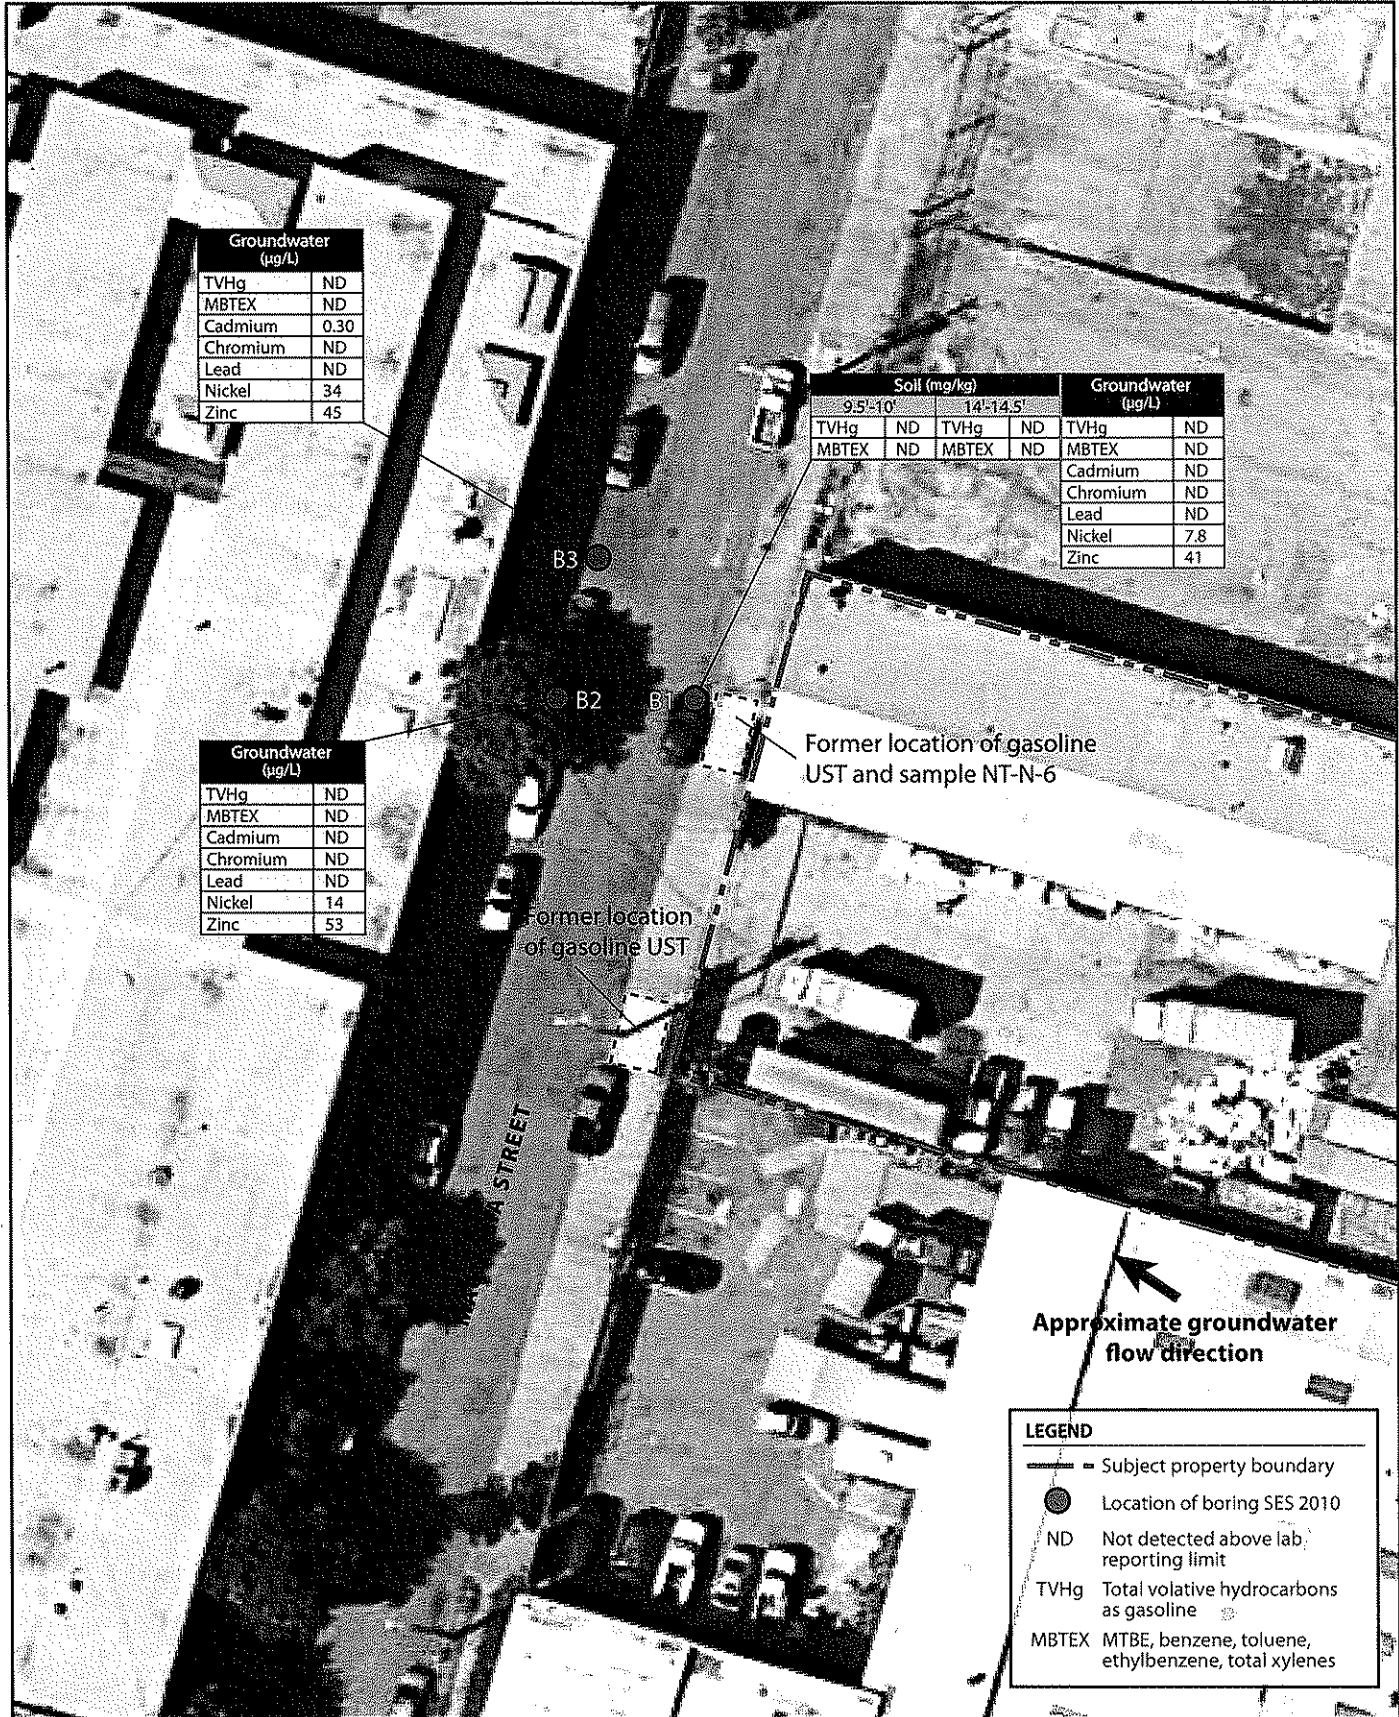 Groundwater
(µg/L)
TVHg ND
MBTEX ND
Cadmium 0.30
Chromium ND
Lead ND
Nickel 34
Zinc 45
Soil (mg/kg)
9.5'-10' 14'-14.5'
TVHg ND TVHg ND
MBTEX ND MBTEX ND
Groundwater
(µg/L)
TVHg ND
MBTEX ND
Cadmium ND
Chromium ND
Lead ND
Nickel 7.8
Zinc 41
B3
B2
B1
Former location of gasoline
UST and sample NT-N-6
Groundwater
(µg/L)
TVHg ND
MBTEX ND
Cadmium ND
Chromium ND
Lead ND
Nickel 14
Zinc 53
Former location
of gasoline UST
STREET
Approximate groundwater
flow direction
LEGEND
Subject property boundary
Location of boring SES 2010
ND Not detected above lab
reporting limit
TVHg Total volative hydrocarbons
as gasoline
MBTEX MTBE, benzene, toluene,
ethylbenzene, total xylenes